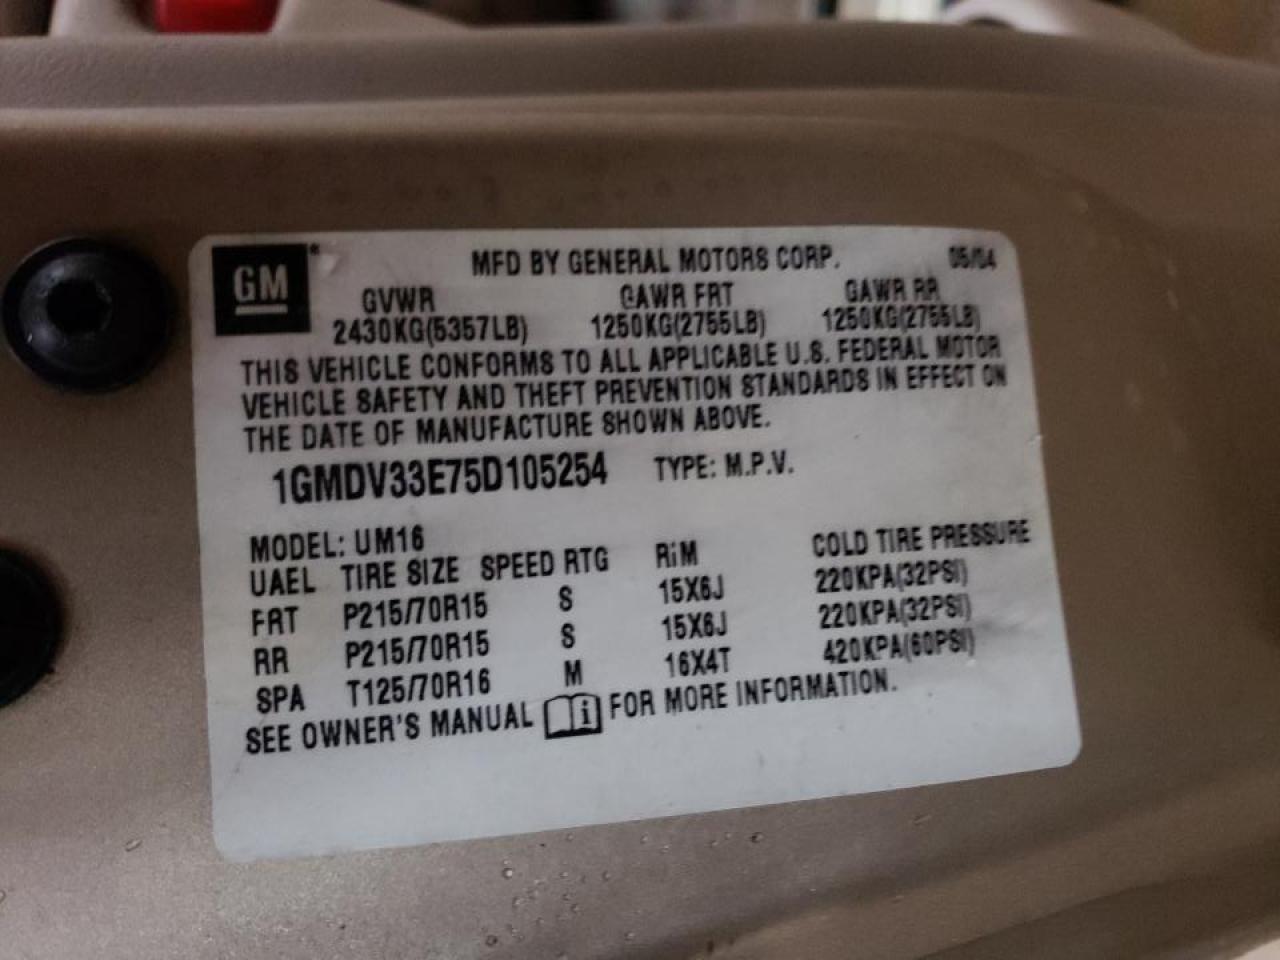 GM ®
MFD BY GENERAL MOTORS CORP. 05/04
GVWR GAWR FRT GAWR RR
2430KG(5357LB) 1250KG(2755LB) 1250KG(2755LB)
THIS VEHICLE CONFORMS TO ALL APPLICABLE U.S. FEDERAL MOTOR
VEHICLE SAFETY AND THEFT PREVENTION STANDARDS IN EFFECT ON
THE DATE OF MANUFACTURE SHOWN ABOVE.
1GMDV33E75D105254 TYPE: M.P.V.
MODEL: UM16
UAEL TIRE SIZE SPEED RTG RiM COLD TIRE PRESSURE
FRT P215/70R15 S 15X6J 220KPA(32PSI)
RR P215/70R15 S 15X6J 220KPA(32PSI)
SPA T125/70R16 M 16X4T 420KPA(60PSI)
SEE OWNER'S MANUAL i FOR MORE INFORMATION.